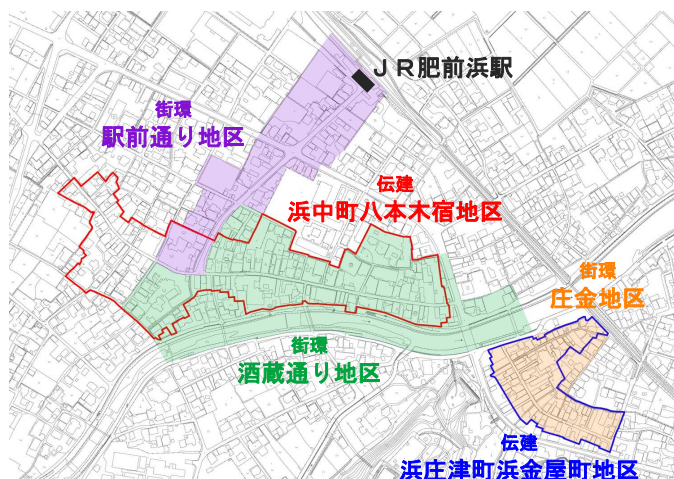 ＪＲ肥前浜駅
街環
駅前通り地区
伝建
浜中町八本木宿地区
街環
庄金地区
街環
酒蔵通り地区
伝建
浜庄津町浜金屋町地区